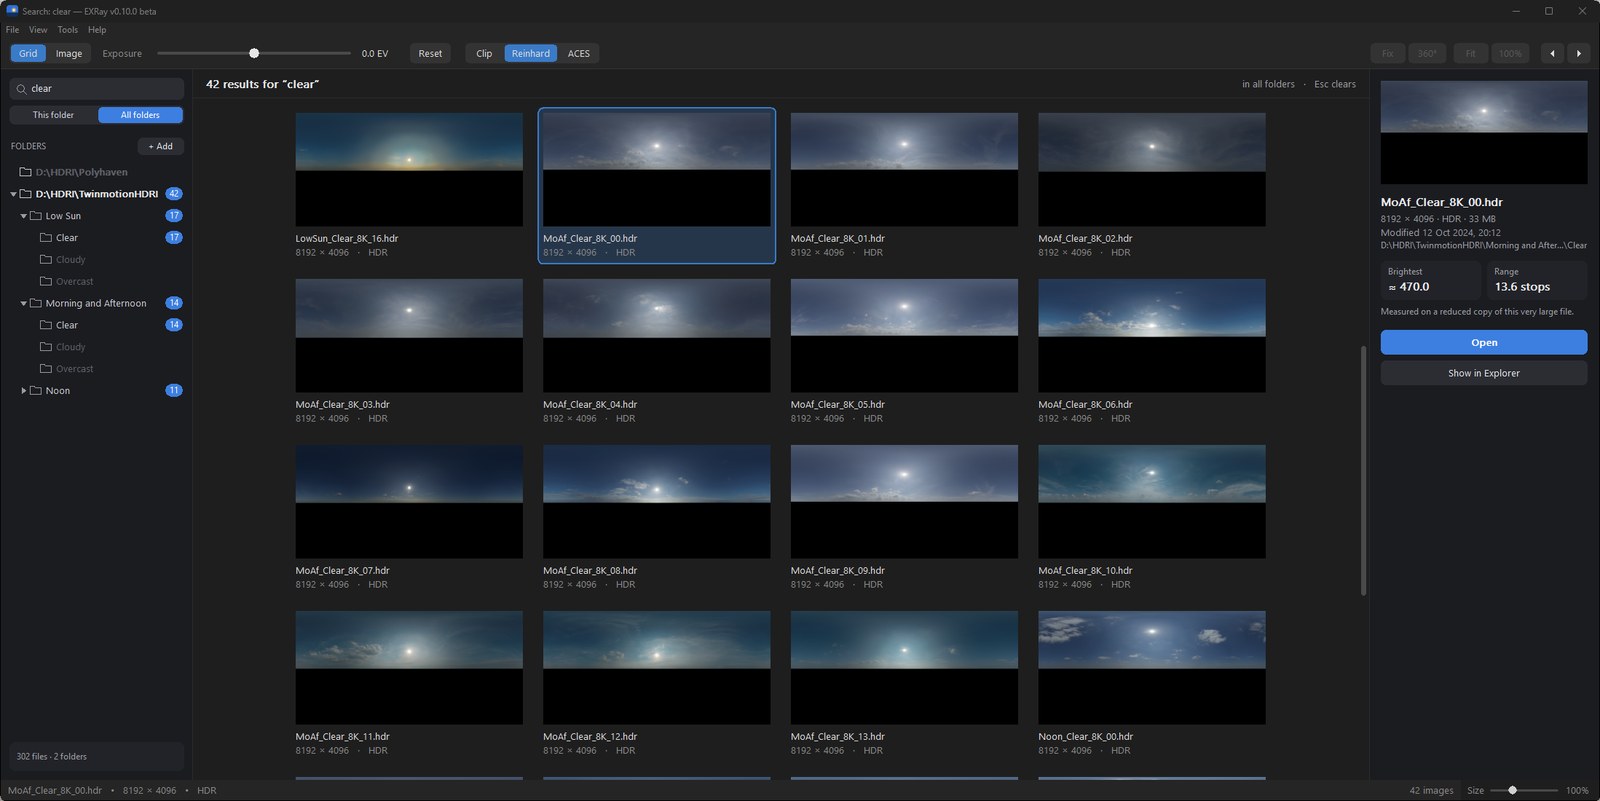 Search: clear — EXRay v0.10.0 beta
File View Tools Help
Grid Image Exposure 0.0 EV Reset Clip Reinhard ACES Fix 360° Fit 100%
clear
This folder All folders
FOLDERS + Add
D:\HDRI\Polyhaven
D:\HDRI\TwinmotionHDRI 42
Low Sun 17
Clear 17
Cloudy
Overcast
Morning and Afternoon 14
Clear 14
Cloudy
Overcast
Noon 11
302 files · 2 folders
42 results for “clear” in all folders · Esc clears
LowSun_Clear_8K_16.hdr
8192 × 4096 · HDR
MoAf_Clear_8K_00.hdr
8192 × 4096 · HDR
MoAf_Clear_8K_01.hdr
8192 × 4096 · HDR
MoAf_Clear_8K_02.hdr
8192 × 4096 · HDR
MoAf_Clear_8K_03.hdr
8192 × 4096 · HDR
MoAf_Clear_8K_04.hdr
8192 × 4096 · HDR
MoAf_Clear_8K_05.hdr
8192 × 4096 · HDR
MoAf_Clear_8K_06.hdr
8192 × 4096 · HDR
MoAf_Clear_8K_07.hdr
8192 × 4096 · HDR
MoAf_Clear_8K_08.hdr
8192 × 4096 · HDR
MoAf_Clear_8K_09.hdr
8192 × 4096 · HDR
MoAf_Clear_8K_10.hdr
8192 × 4096 · HDR
MoAf_Clear_8K_11.hdr
8192 × 4096 · HDR
MoAf_Clear_8K_12.hdr
8192 × 4096 · HDR
MoAf_Clear_8K_13.hdr
8192 × 4096 · HDR
Noon_Clear_8K_00.hdr
8192 × 4096 · HDR
MoAf_Clear_8K_00.hdr
8192 × 4096 · HDR · 33 MB
Modified 12 Oct 2024, 20:12
D:\HDRI\TwinmotionHDRI\Morning and After...\Clear
Brightest
≈ 470.0
Range
13.6 stops
Measured on a reduced copy of this very large file.
Open
Show in Explorer
MoAf_Clear_8K_00.hdr • 8192 × 4096 • HDR 42 images Size 100%